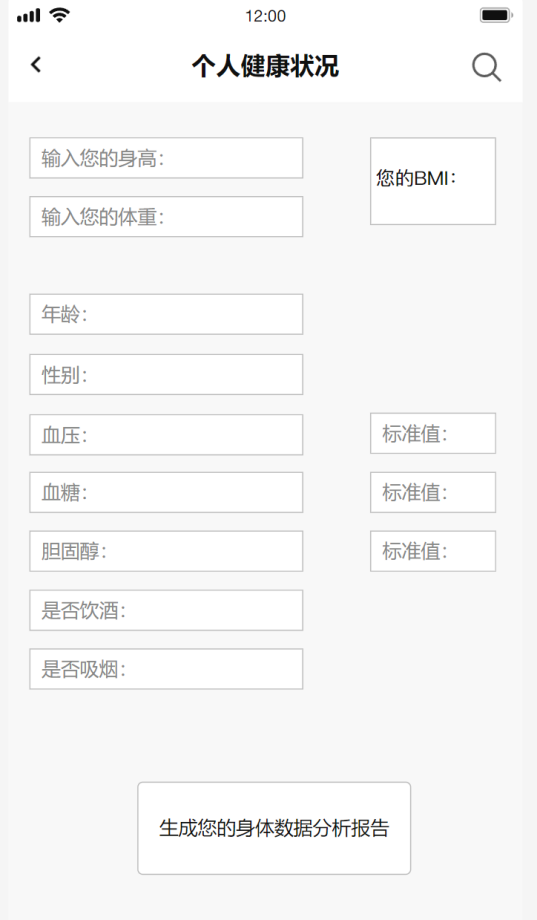 12:00
个人健康状况
输入您的身高：
您的BMI：
输入您的体重：
年龄：
性别：
血压：
标准值：
血糖：
标准值：
胆固醇：
标准值：
是否饮酒：
是否吸烟：
生成您的身体数据分析报告